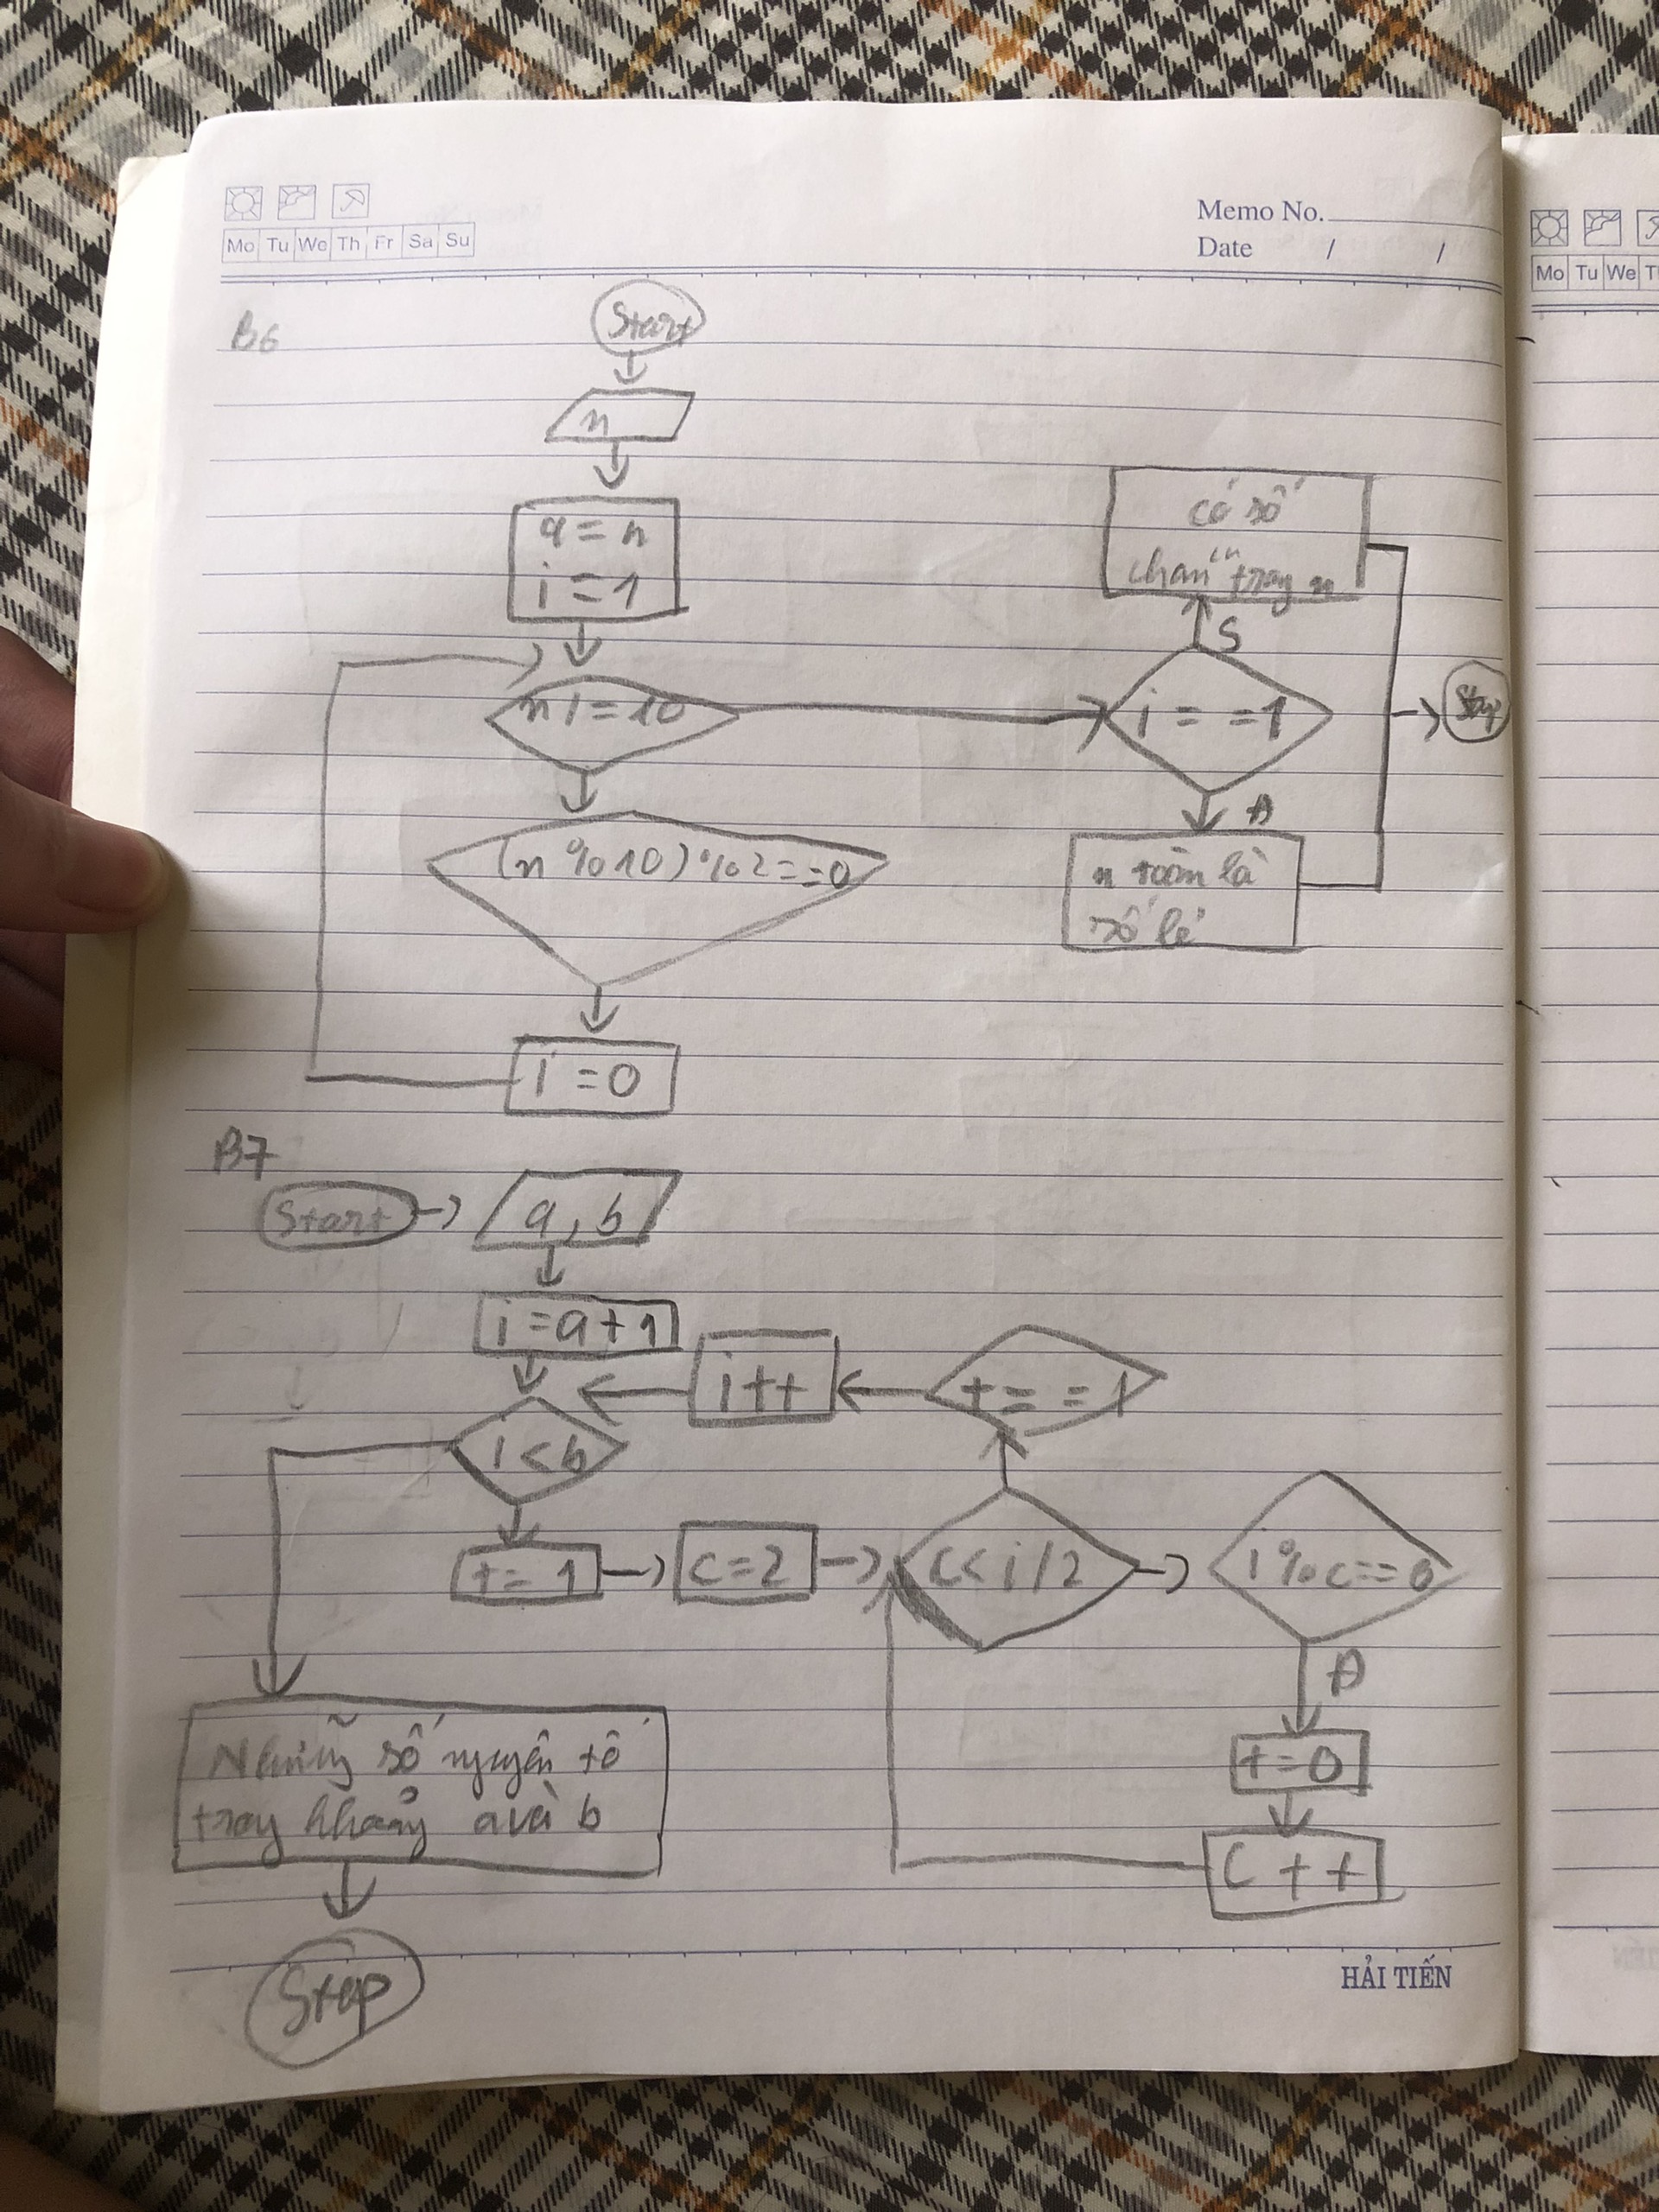 Mo Tu We Th Fr Sa Su
Memo No.
Date / /
Mo Tu We
B6
Start
n
a = n
i = 1
n /= 10
(n % 10) % 2 == 0
i = 0
có số
chẵn trong n
S
i == 1
Đ
n toàn là
số lẻ
Stop
B7
Start
a, b
i = a + 1
i < b
i++
t == 1
t = 1
c = 2
c < i/2
i % c == 0
Đ
t = 0
c++
Những số nguyên tố
trong khoảng a và b
Stop
HẢI TIẾN